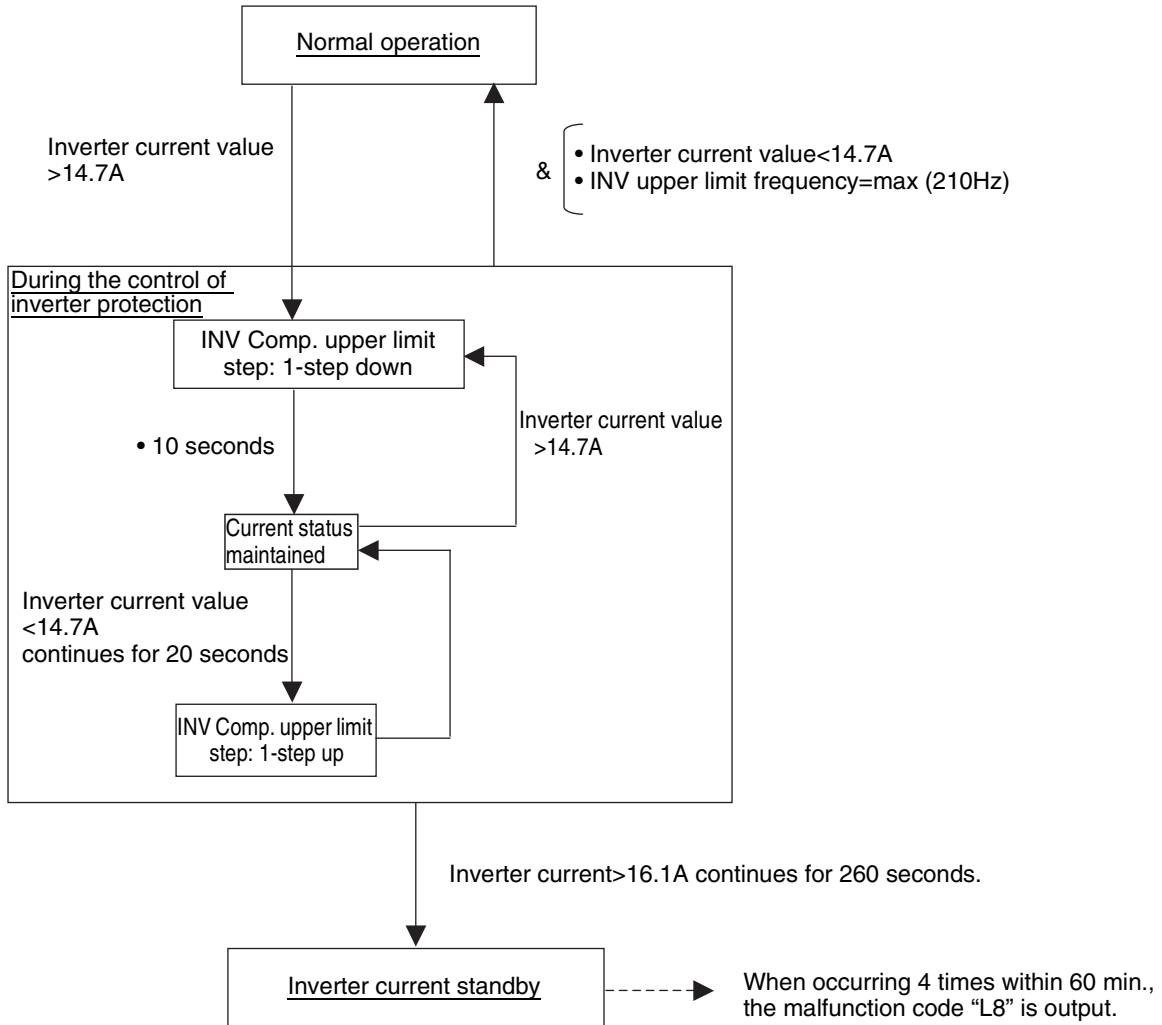 Normal operation
Inverter current value
>14.7A
&
• Inverter current value<14.7A
• INV upper limit frequency=max (210Hz)
During the control of
inverter protection
INV Comp. upper limit
step: 1-step down
Inverter current value
>14.7A
• 10 seconds
Current status
maintained
Inverter current value
<14.7A
continues for 20 seconds
INV Comp. upper limit
step: 1-step up
Inverter current>16.1A continues for 260 seconds.
Inverter current standby
When occurring 4 times within 60 min.,
the malfunction code “L8” is output.